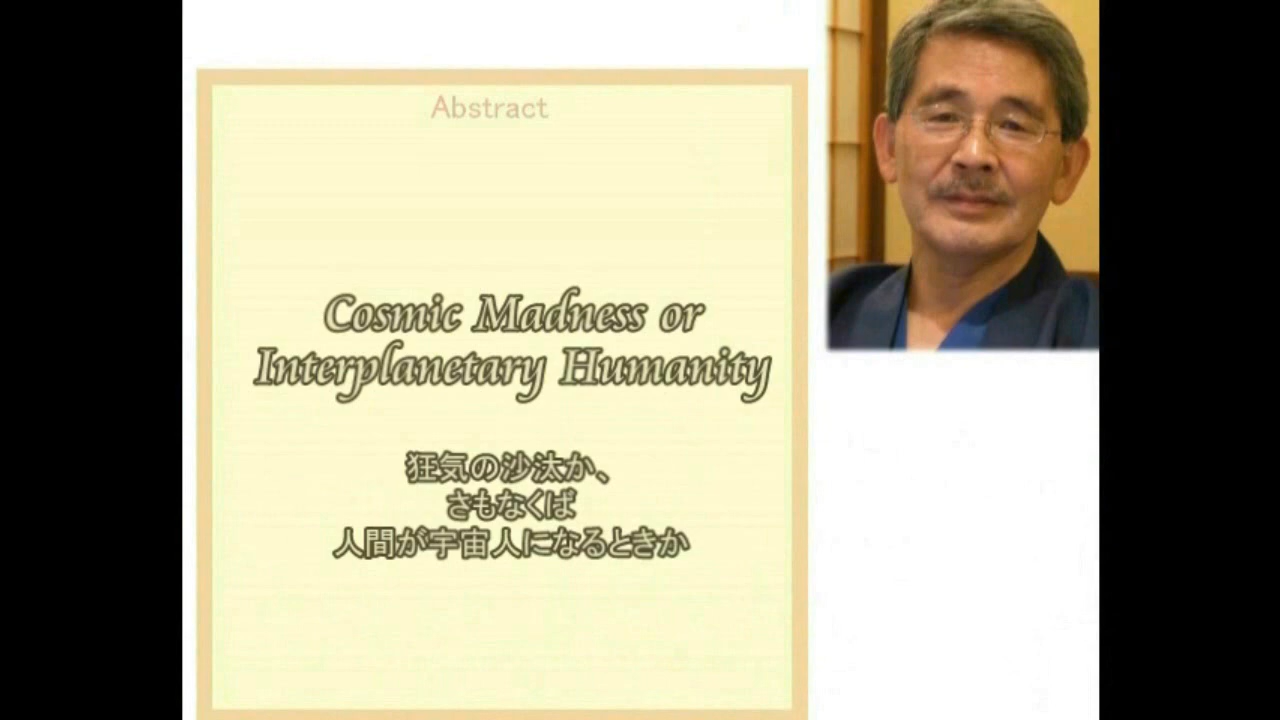 Abstract
Cosmic Madness or
Interplanetary Humanity
狂気の沙汰か、
さもなくば
人間が宇宙人になるときか